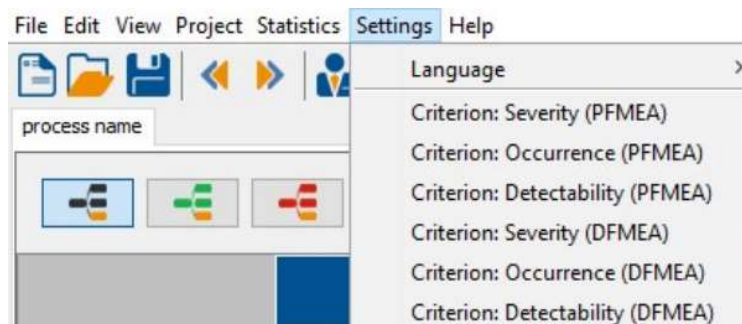 File Edit View Project Statistics Settings Help
Language
process name
Criterion: Severity (PFMEA)
Criterion: Occurrence (PFMEA)
Criterion: Detectability (PFMEA)
Criterion: Severity (DFMEA)
Criterion: Occurrence (DFMEA)
Criterion: Detectability (DFMEA)